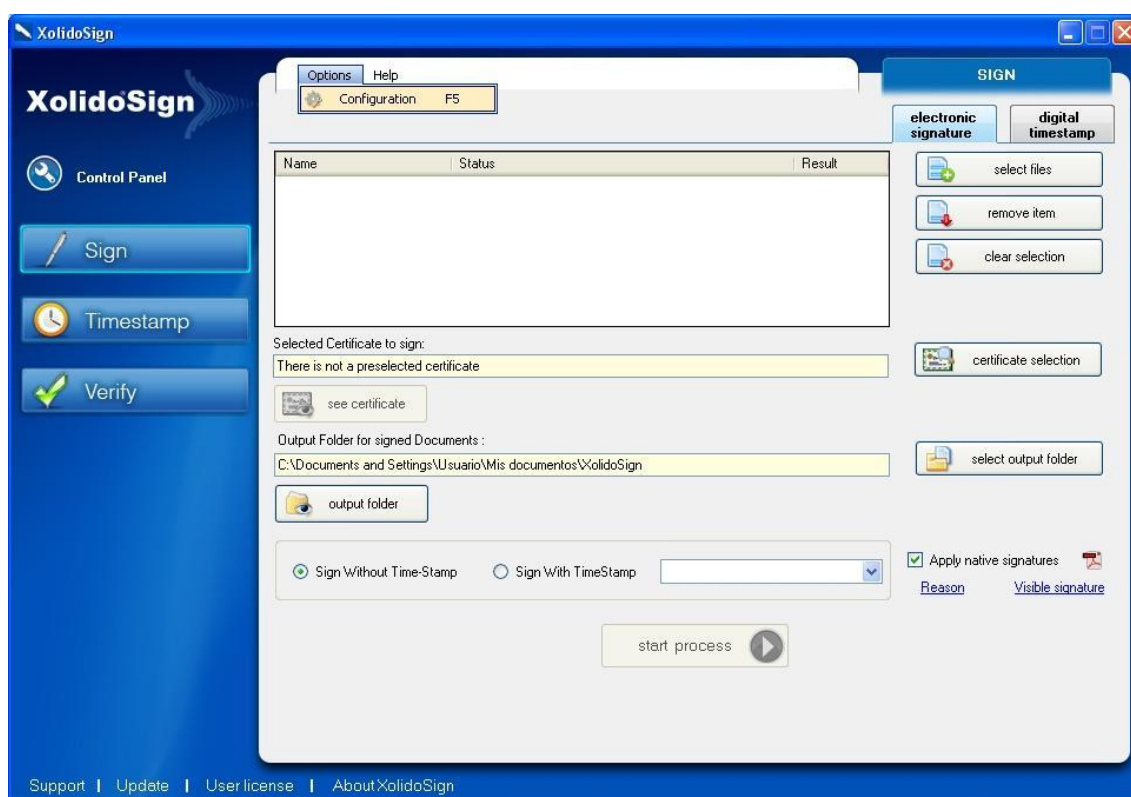 XolidoSign
XolidoSign
Control Panel
Sign
Timestamp
Verify
Options Help
Configuration F5
SIGN
electronic signature
digital timestamp
Name Status Result
select files
remove item
clear selection
Selected Certificate to sign:
There is not a preselected certificate
certificate selection
see certificate
Output Folder for signed Documents :
C:\Documents and Settings\Usuario\Mis documentos\XolidoSign
select output folder
output folder
Sign Without Time-Stamp Sign With TimeStamp
Apply native signatures
Reason Visible signature
start process
Support | Update | User license | About XolidoSign